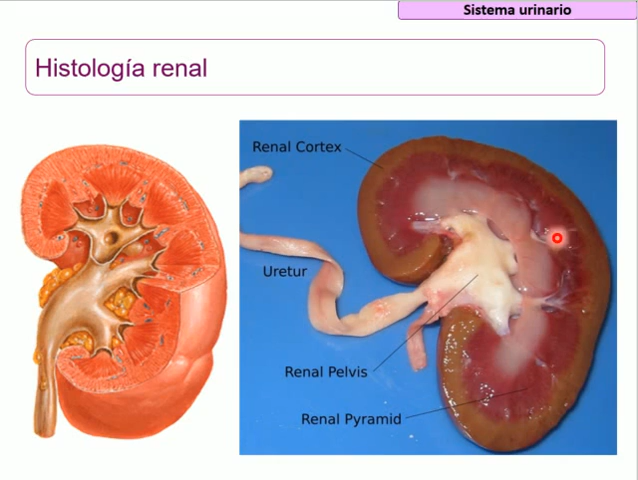 Sistema urinario
Histología renal
Renal Cortex
Uretur
Renal Pelvis
Renal Pyramid